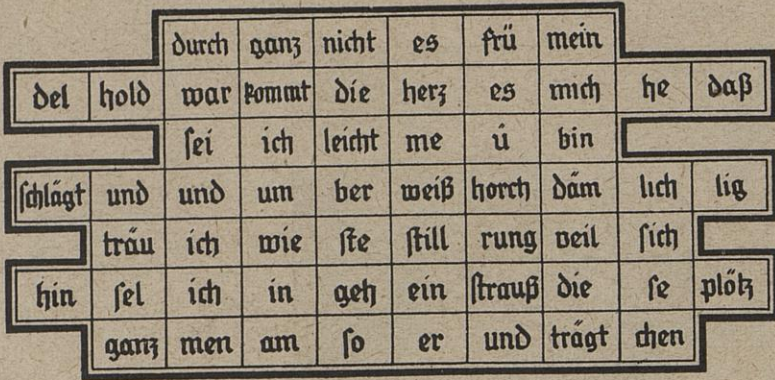 durch ganz nicht es frü mein
del hold war kommt die herz es mich he daß
sei ich leicht me ü bin
schlägt und und um ber weiß horch däm lich lig
träu ich wie ste still rung veil sich
hin sel ich in geh ein strauß die se plötz
ganz men am so er und trägt chen